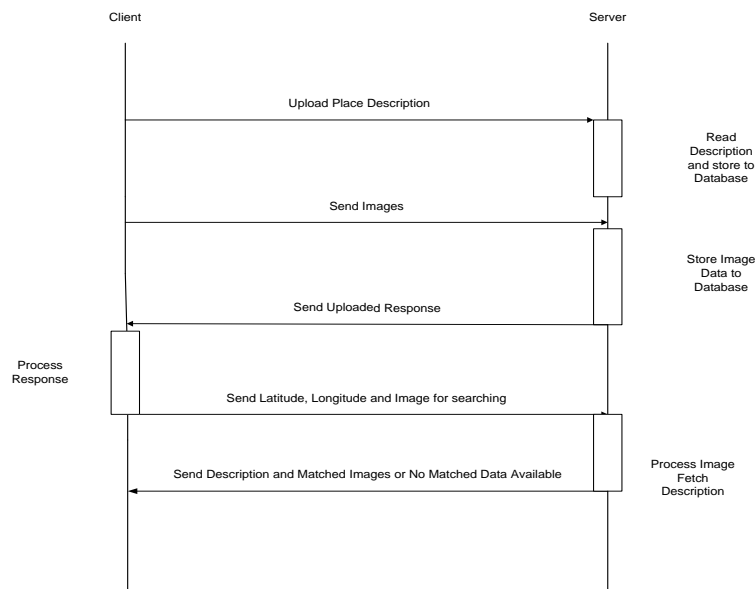 Client
Server
Upload Place Description
Read
Description
and store to
Database
Send Images
Store Image
Data to
Database
Send Uploaded Response
Process
Response
Send Latitude, Longitude and Image for searching
Send Description and Matched Images or No Matched Data Available
Process Image
Fetch
Description